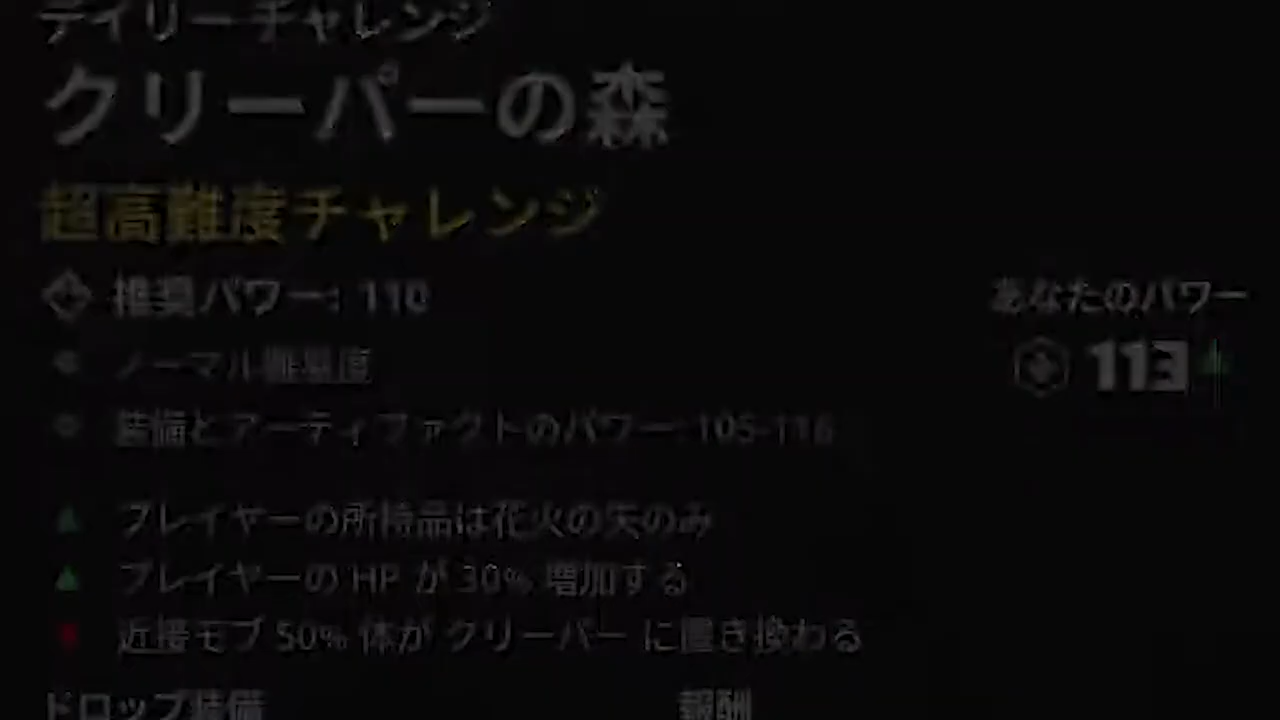 デイリーチャレンジ
クリーパーの森
超高難度チャレンジ
推奨パワー: 110
あなたのパワー
113
ノーマル難易度
装備とアーティファクトのパワー: 105-116
プレイヤーの所持品は花火の矢のみ
プレイヤーの HP が 30% 増加する
近接モブ 50% 体が クリーパー に置き換わる
ドロップ装備
報酬